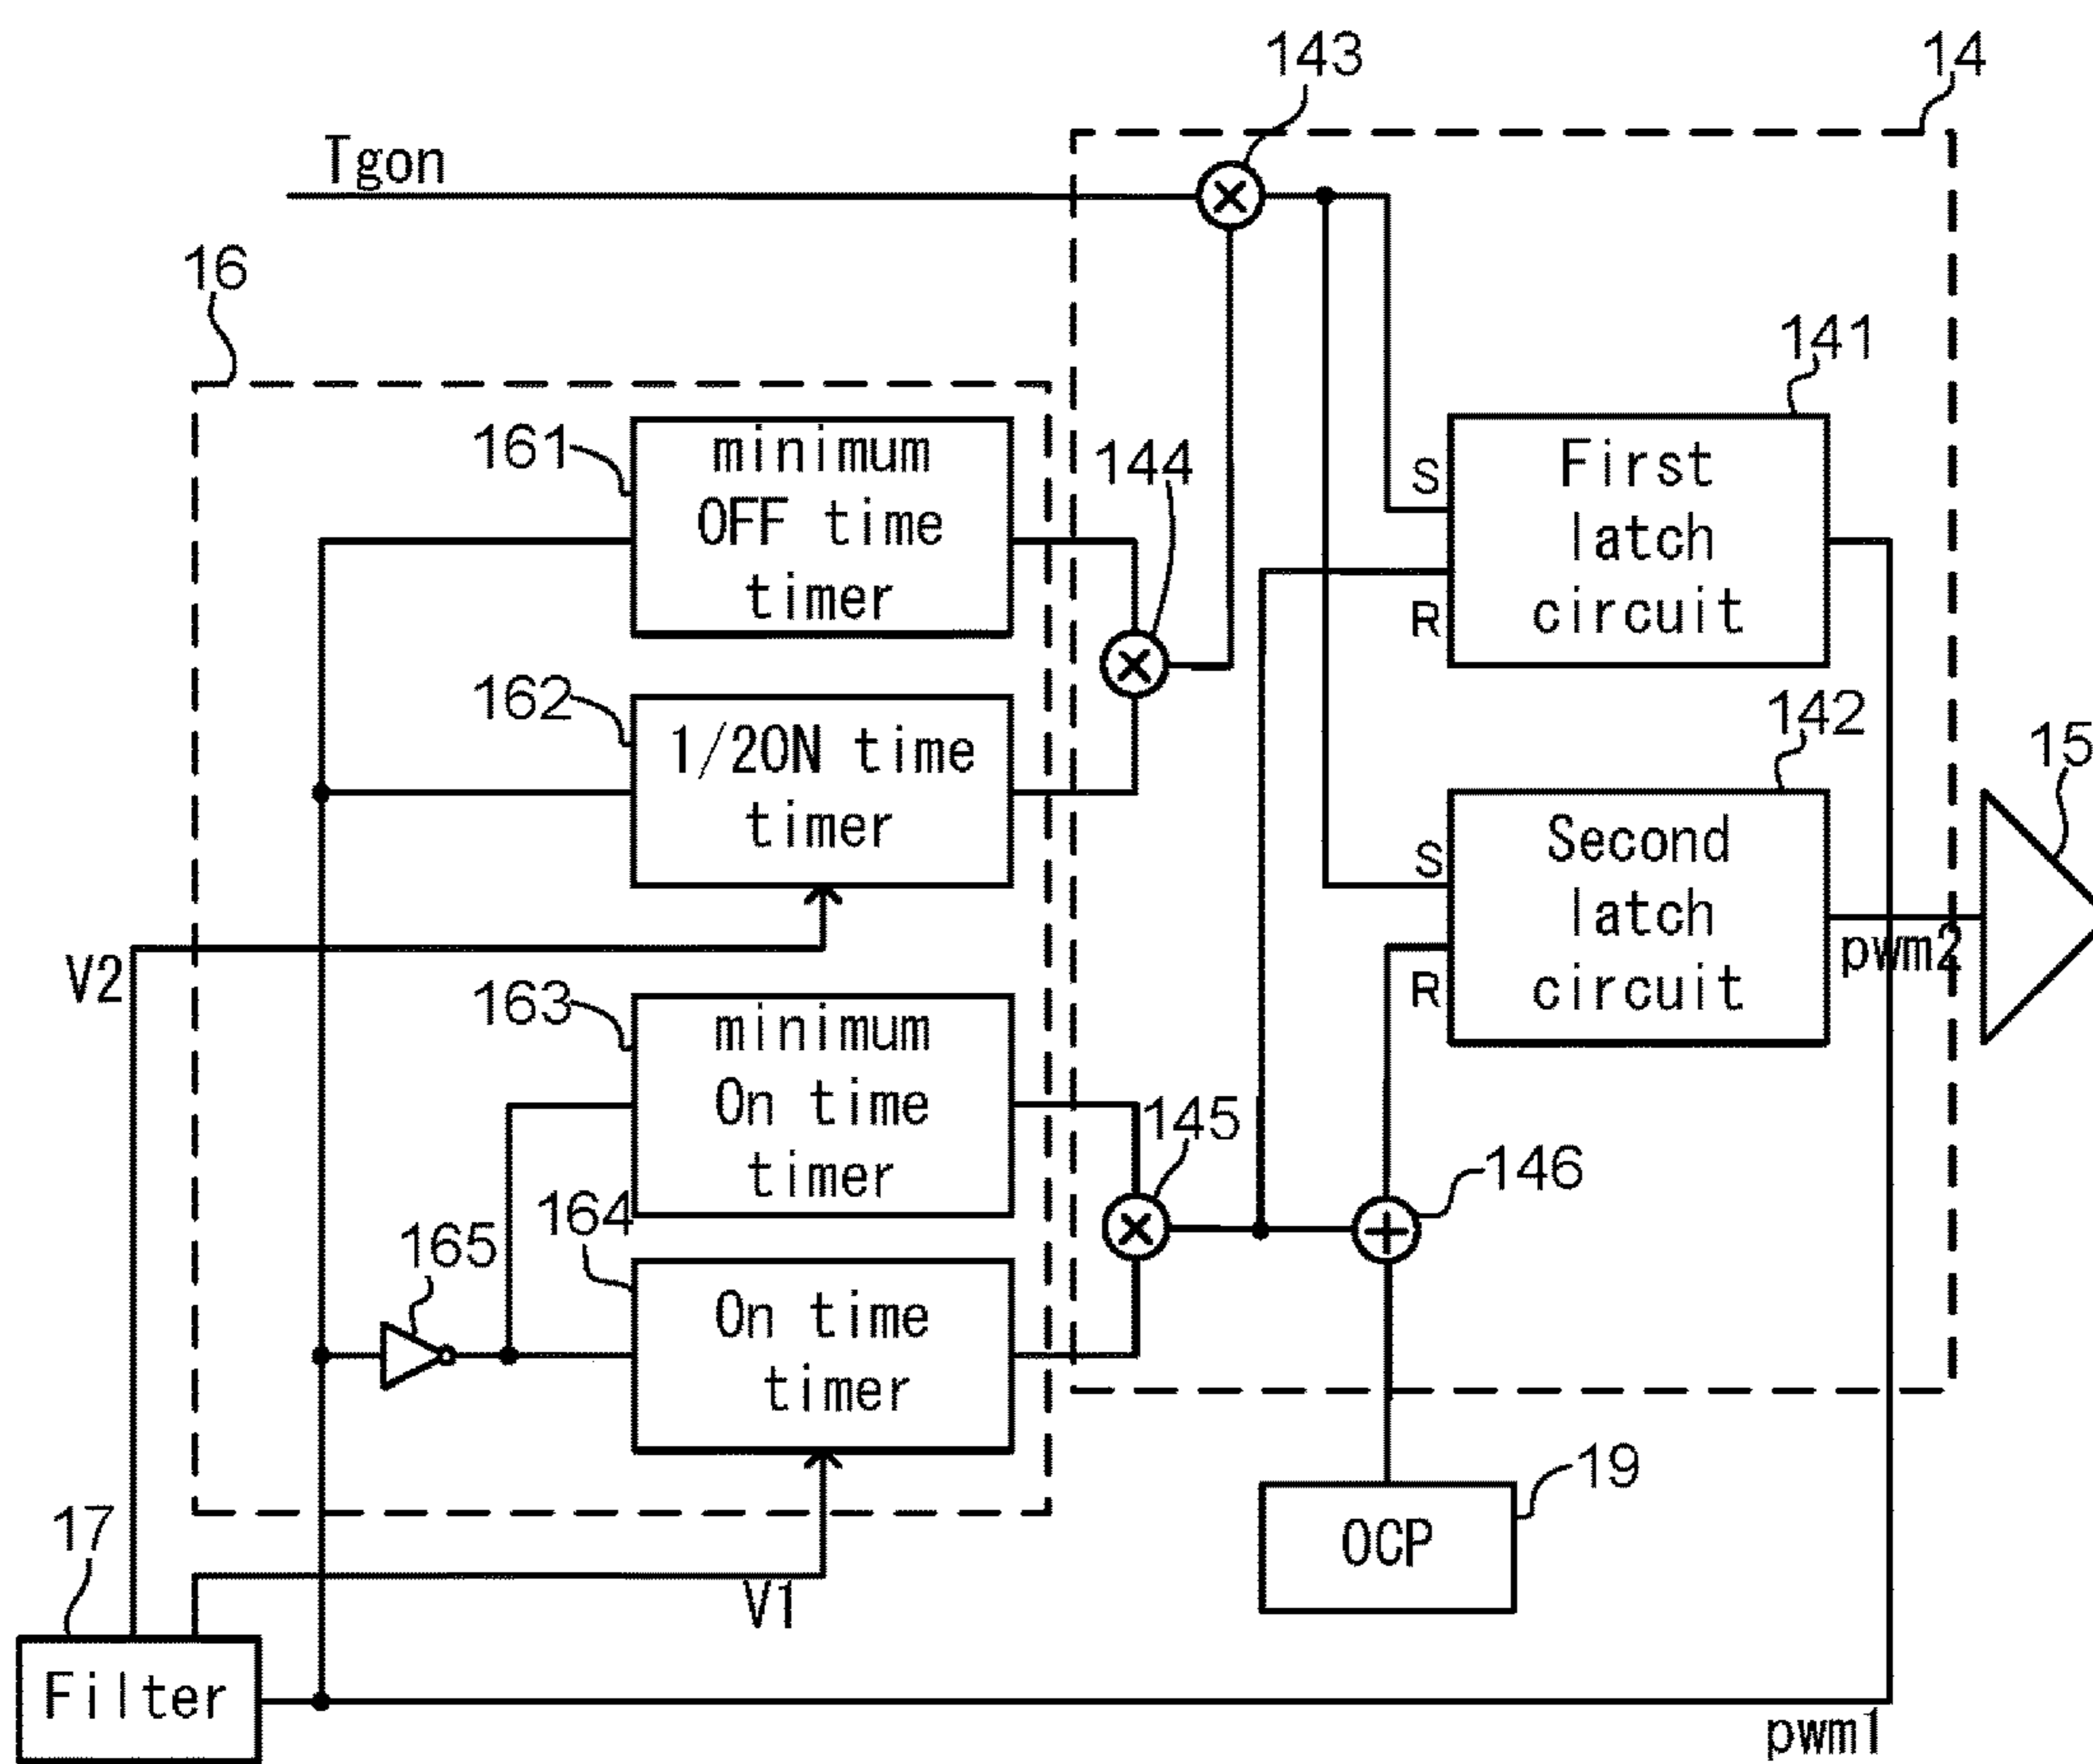 143
14
Tgon
16
141
161
minimum
OFF time
timer
144
S
First
latch
circuit
R
162
1/2ON time
timer
142
15
S
Second
latch
circuit
R
pwm2
V2
163
minimum
On time
timer
145
146
164
165
On time
timer
19
OCP
17
V1
Filter
pwm1